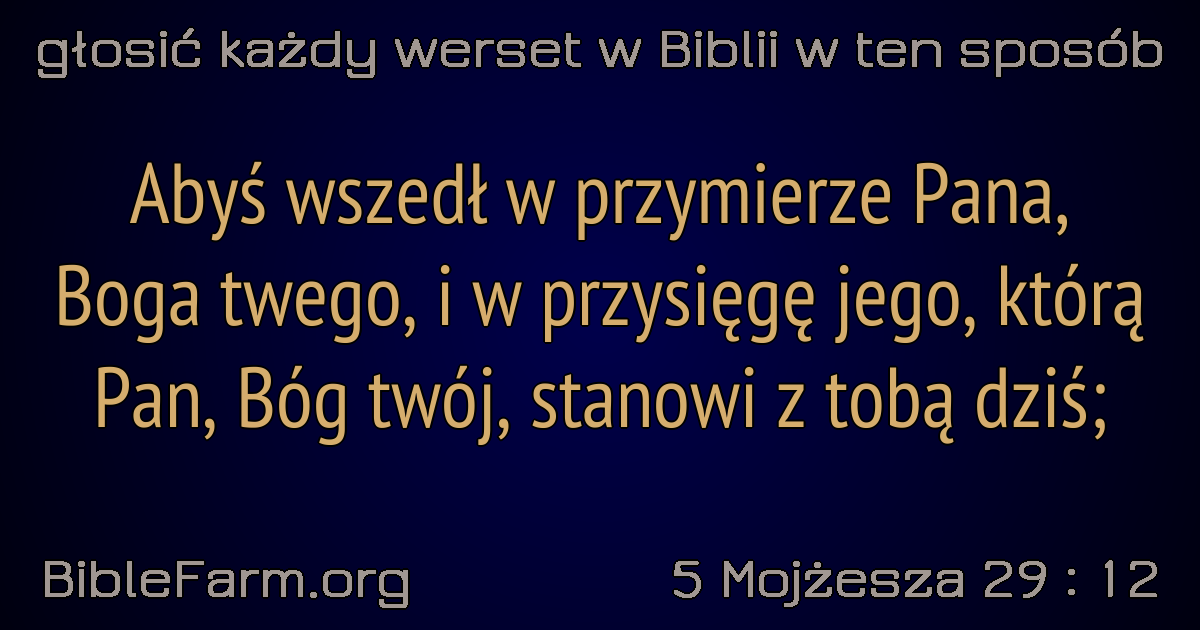 głosić każdy werset w Biblii w ten sposób
Abyś wszedł w przymierze Pana,
Boga twego, i w przysięgę jego, którą
Pan, Bóg twój, stanowi z tobą dziś;
BibleFarm.org
5 Mojżesza 29 : 12